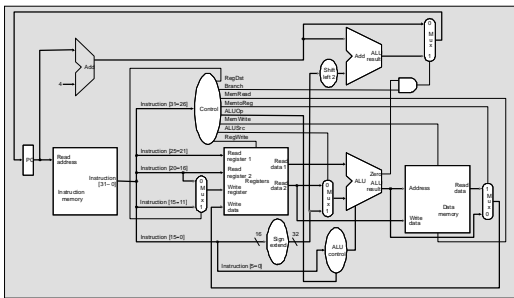 0
M
u
x
1
Add
ALU
result
Add
4
Shift
left 2
RegDst
Branch
MemRead
MemtoReg
ALUOp
MemWrite
ALUSrc
RegWrite
Instruction [31–26]
Control
PC
Read
address
Instruction
[31–0]
Instruction
memory
Instruction [25–21]
Instruction [20–16]
Instruction [15–11]
0
M
u
x
1
Read
register 1
Read
register 2
Write
register
Write
data
Registers
Read
data 1
Read
data 2
0
M
u
x
1
Zero
ALU
ALU
result
Address
Write
data
Read
data
Data
memory
1
M
u
x
0
Instruction [15–0]
16
Sign
extend
32
Instruction [5–0]
ALU
control